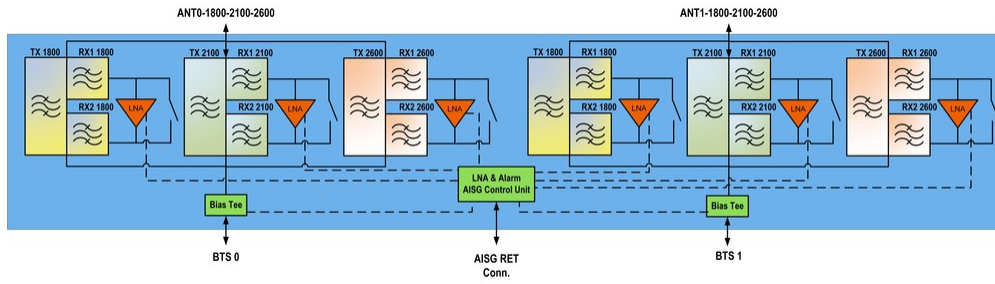 ANT0-1800-2100-2600
ANT1-1800-2100-2600
TX 1800
RX1 1800
TX 2100
RX1 2100
TX 2600
RX1 2600
TX 1800
RX1 1800
TX 2100
RX1 2100
TX 2600
RX1 2600
RX2 1800
LNA
RX2 2100
LNA
RX2 2600
LNA
RX2 1800
LNA
RX2 2100
LNA
RX2 2600
LNA
LNA & Alarm
AISG Control Unit
Bias Tee
Bias Tee
BTS 0
AISG RET
Conn.
BTS 1